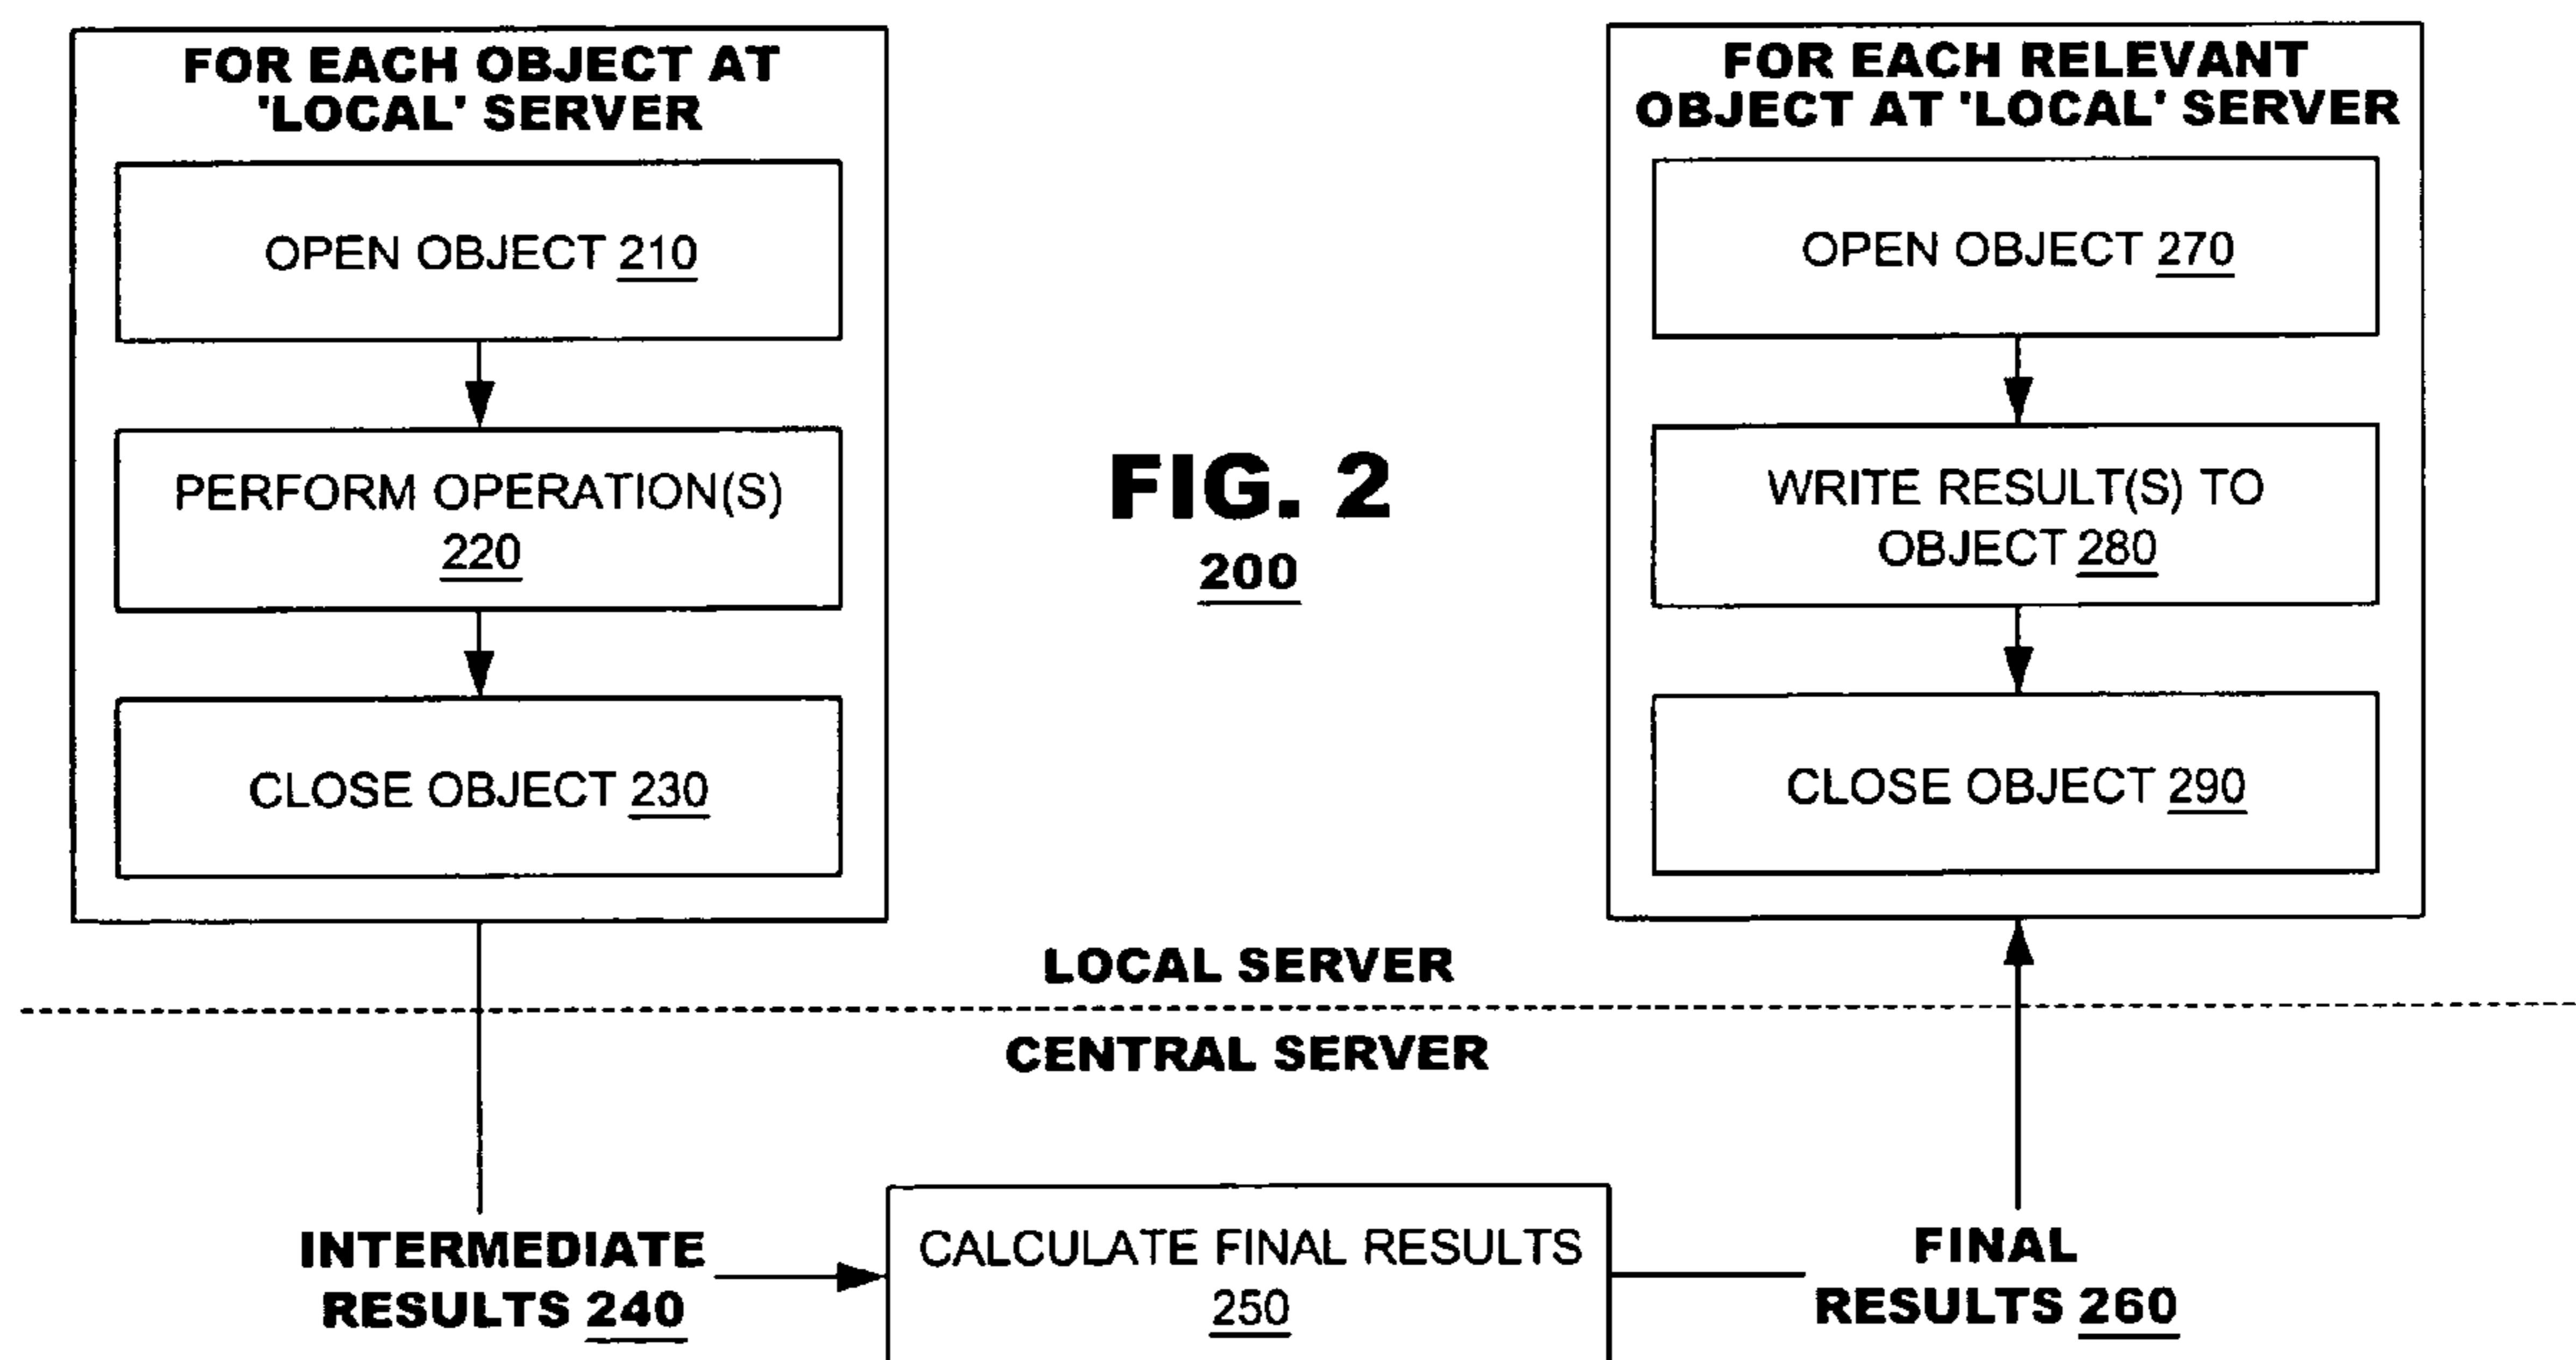 FOR EACH OBJECT AT
'LOCAL' SERVER
OPEN OBJECT 210
PERFORM OPERATION(S)
220
CLOSE OBJECT 230
FIG. 2
200
FOR EACH RELEVANT
OBJECT AT 'LOCAL' SERVER
OPEN OBJECT 270
WRITE RESULT(S) TO
OBJECT 280
CLOSE OBJECT 290
LOCAL SERVER
CENTRAL SERVER
INTERMEDIATE
RESULTS 240
CALCULATE FINAL RESULTS
250
FINAL
RESULTS 260